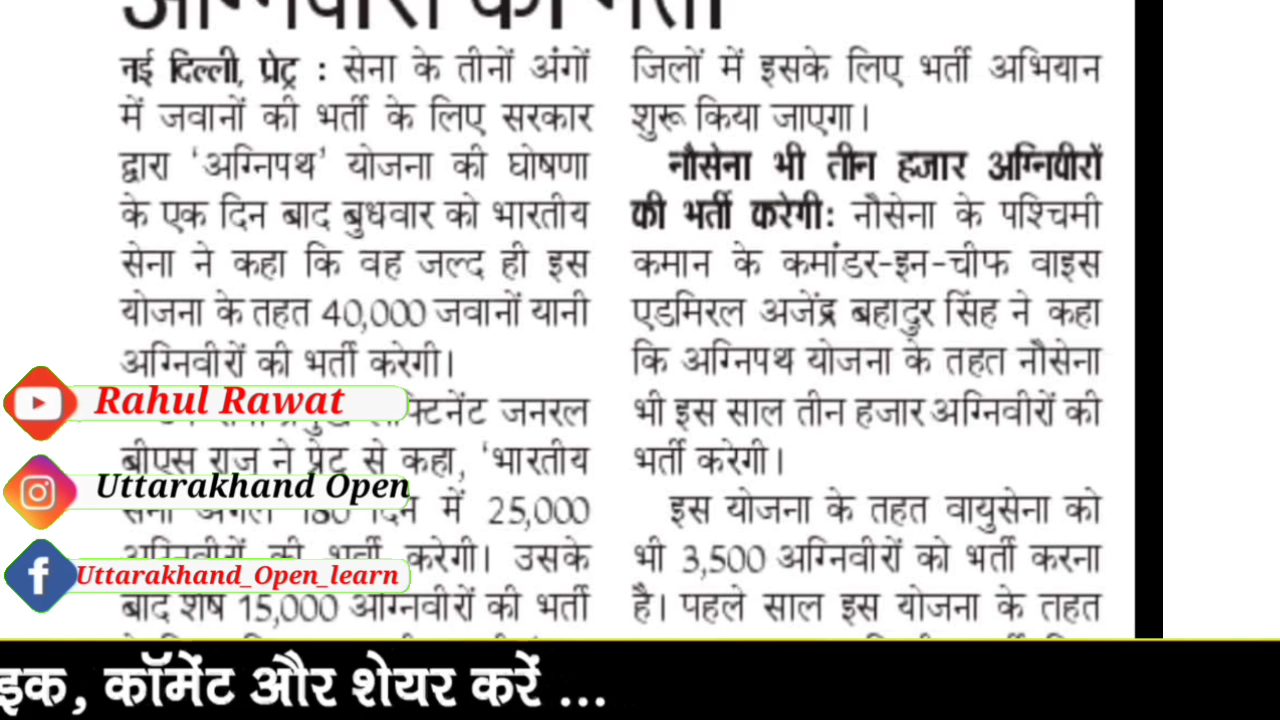 नई दिल्ली, प्रेट्र : सेना के तीनों अंगों
में जवानों की भर्ती के लिए सरकार
द्वारा ‘अग्निपथ’ योजना की घोषणा
के एक दिन बाद बुधवार को भारतीय
सेना ने कहा कि वह जल्द ही इस
योजना के तहत 40,000 जवानों यानी
अग्निवीरों की भर्ती करेगी।
जनरल
बीएस राजू ने प्रेट्र से कहा, ‘भारतीय
180 दिन में 25,000
अग्निवीरों की भर्ती करेगी। उसके
बाद शेष 15,000 अग्निवीरों की भर्ती
जिलों में इसके लिए भर्ती अभियान
शुरू किया जाएगा।
नौसेना भी तीन हजार अग्निवीरों
की भर्ती करेगी: नौसेना के पश्चिमी
कमान के कमांडर-इन-चीफ वाइस
एडमिरल अजेंद्र बहादुर सिंह ने कहा
कि अग्निपथ योजना के तहत नौसेना
भी इस साल तीन हजार अग्निवीरों की
भर्ती करेगी।
इस योजना के तहत वायुसेना को
भी 3,500 अग्निवीरों को भर्ती करना
है। पहले साल इस योजना के तहत
Rahul Rawat
Uttarakhand Open
Uttarakhand_Open_learn
इक, कॉमेंट और शेयर करें ...